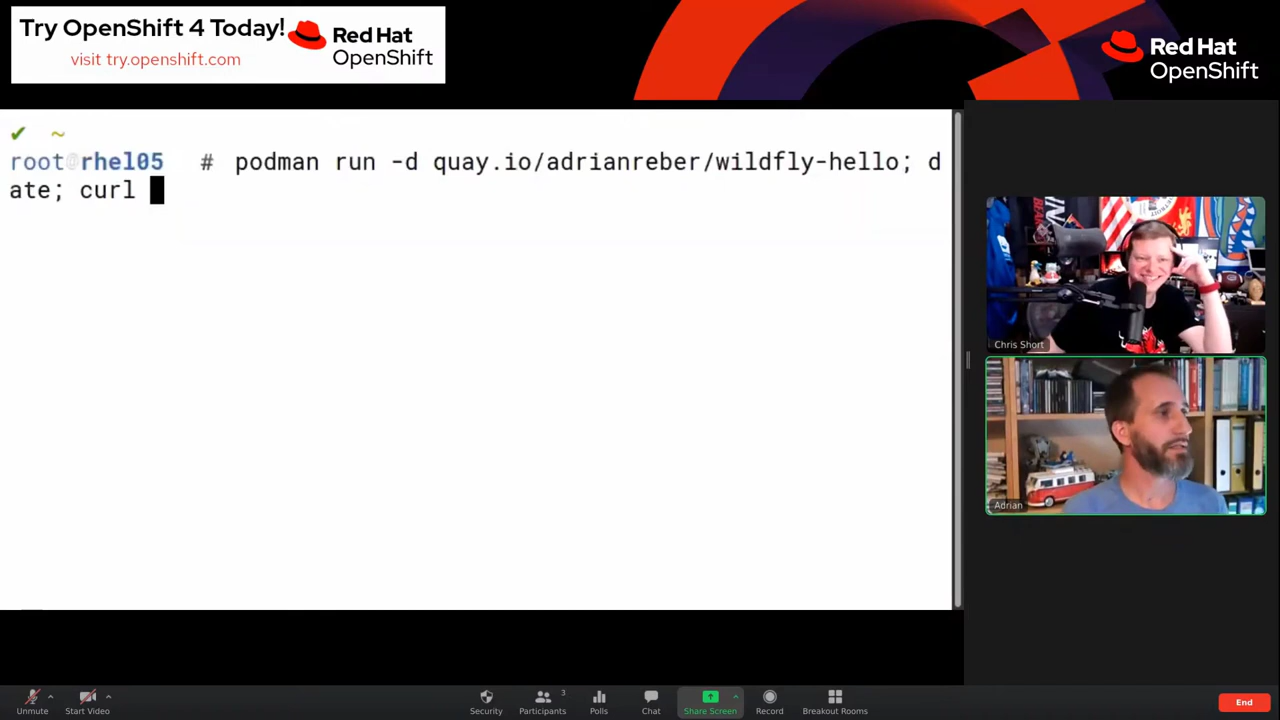 Try OpenShift 4 Today!
visit try.openshift.com
Red Hat
OpenShift
Red Hat
OpenShift
✔ ~
root@rhel05 # podman run -d quay.io/adrianreber/wildfly-hello; d
ate; curl
Chris Short
Adrian
Unmute
Start Video
Security
3
Participants
Polls
Chat
Share Screen
Record
Breakout Rooms
End